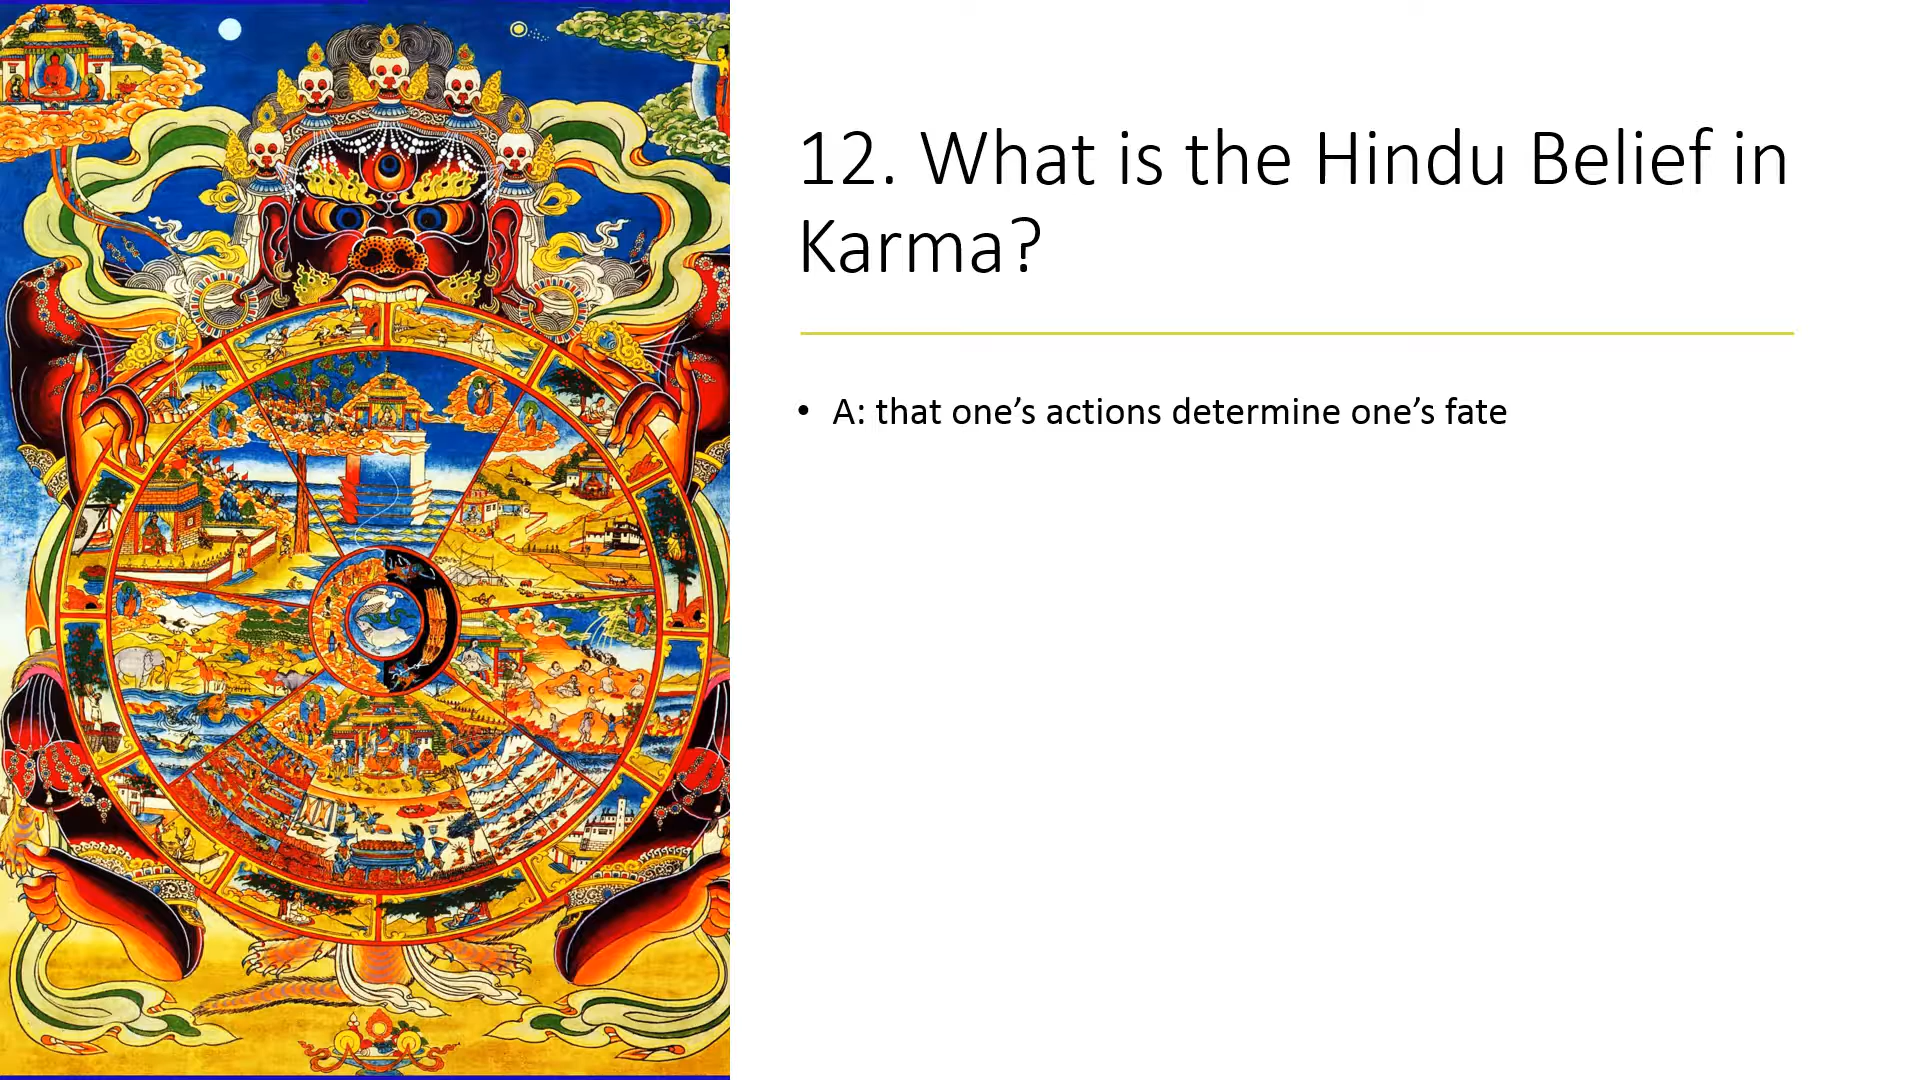 12. What is the Hindu Belief in
Karma?
• A: that one’s actions determine one’s fate